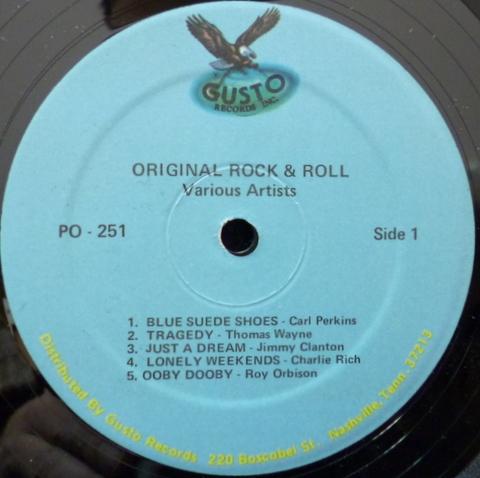 GUSTO
RECORDS INC.
ORIGINAL ROCK & ROLL
Various Artists
PO - 251
Side 1
1. BLUE SUEDE SHOES - Carl Perkins
2. TRAGEDY - Thomas Wayne
3. JUST A DREAM - Jimmy Clanton
4. LONELY WEEKENDS - Charlie Rich
5. OOBY DOOBY - Roy Orbison
Distributed By Gusto Records 220 Boscobel St. Nashville, Tenn. 37213